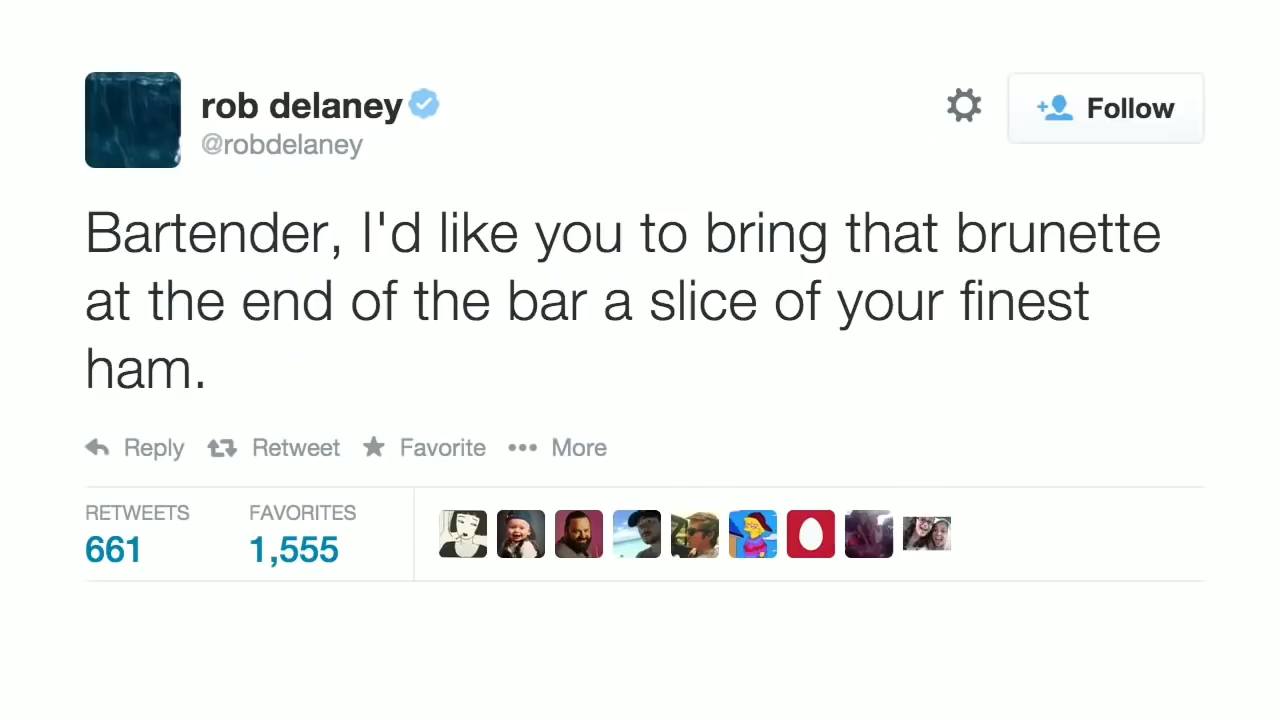 rob delaney
@robdelaney
Follow
Bartender, I'd like you to bring that brunette
at the end of the bar a slice of your finest
ham.
Reply Retweet Favorite More
RETWEETS FAVORITES
661 1,555